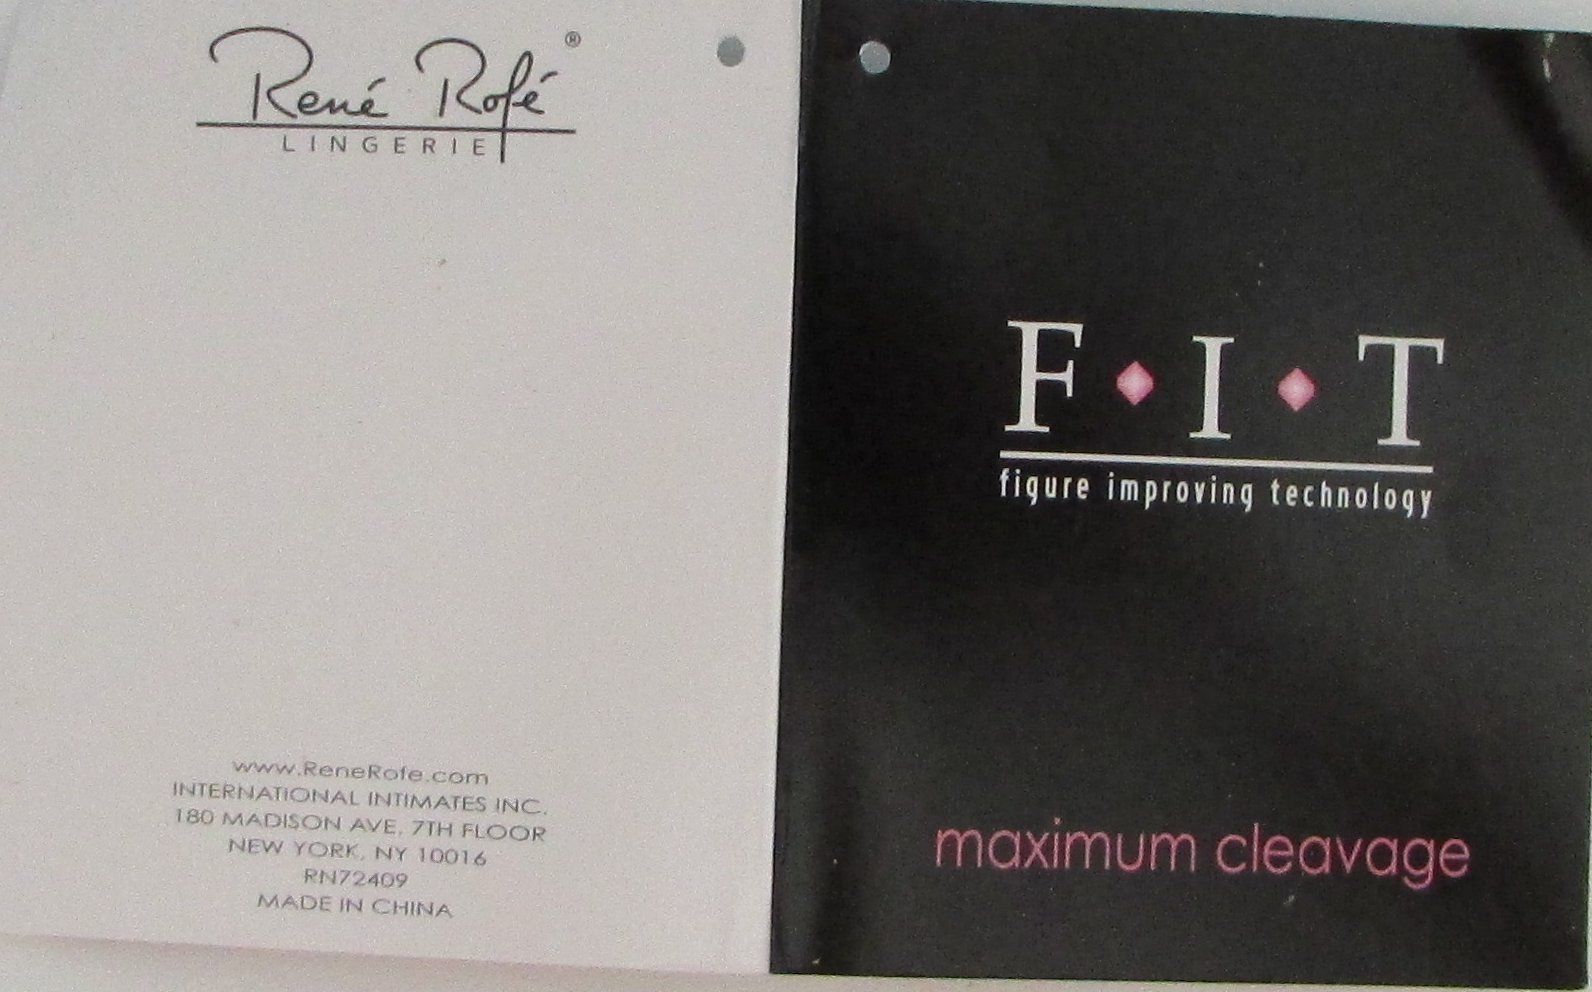 René Rofé ®
LINGERIE
www.ReneRofe.com
INTERNATIONAL INTIMATES INC.
180 MADISON AVE, 7TH FLOOR
NEW YORK, NY 10016
RN72409
MADE IN CHINA
F • I • T
figure improving technology
maximum cleavage